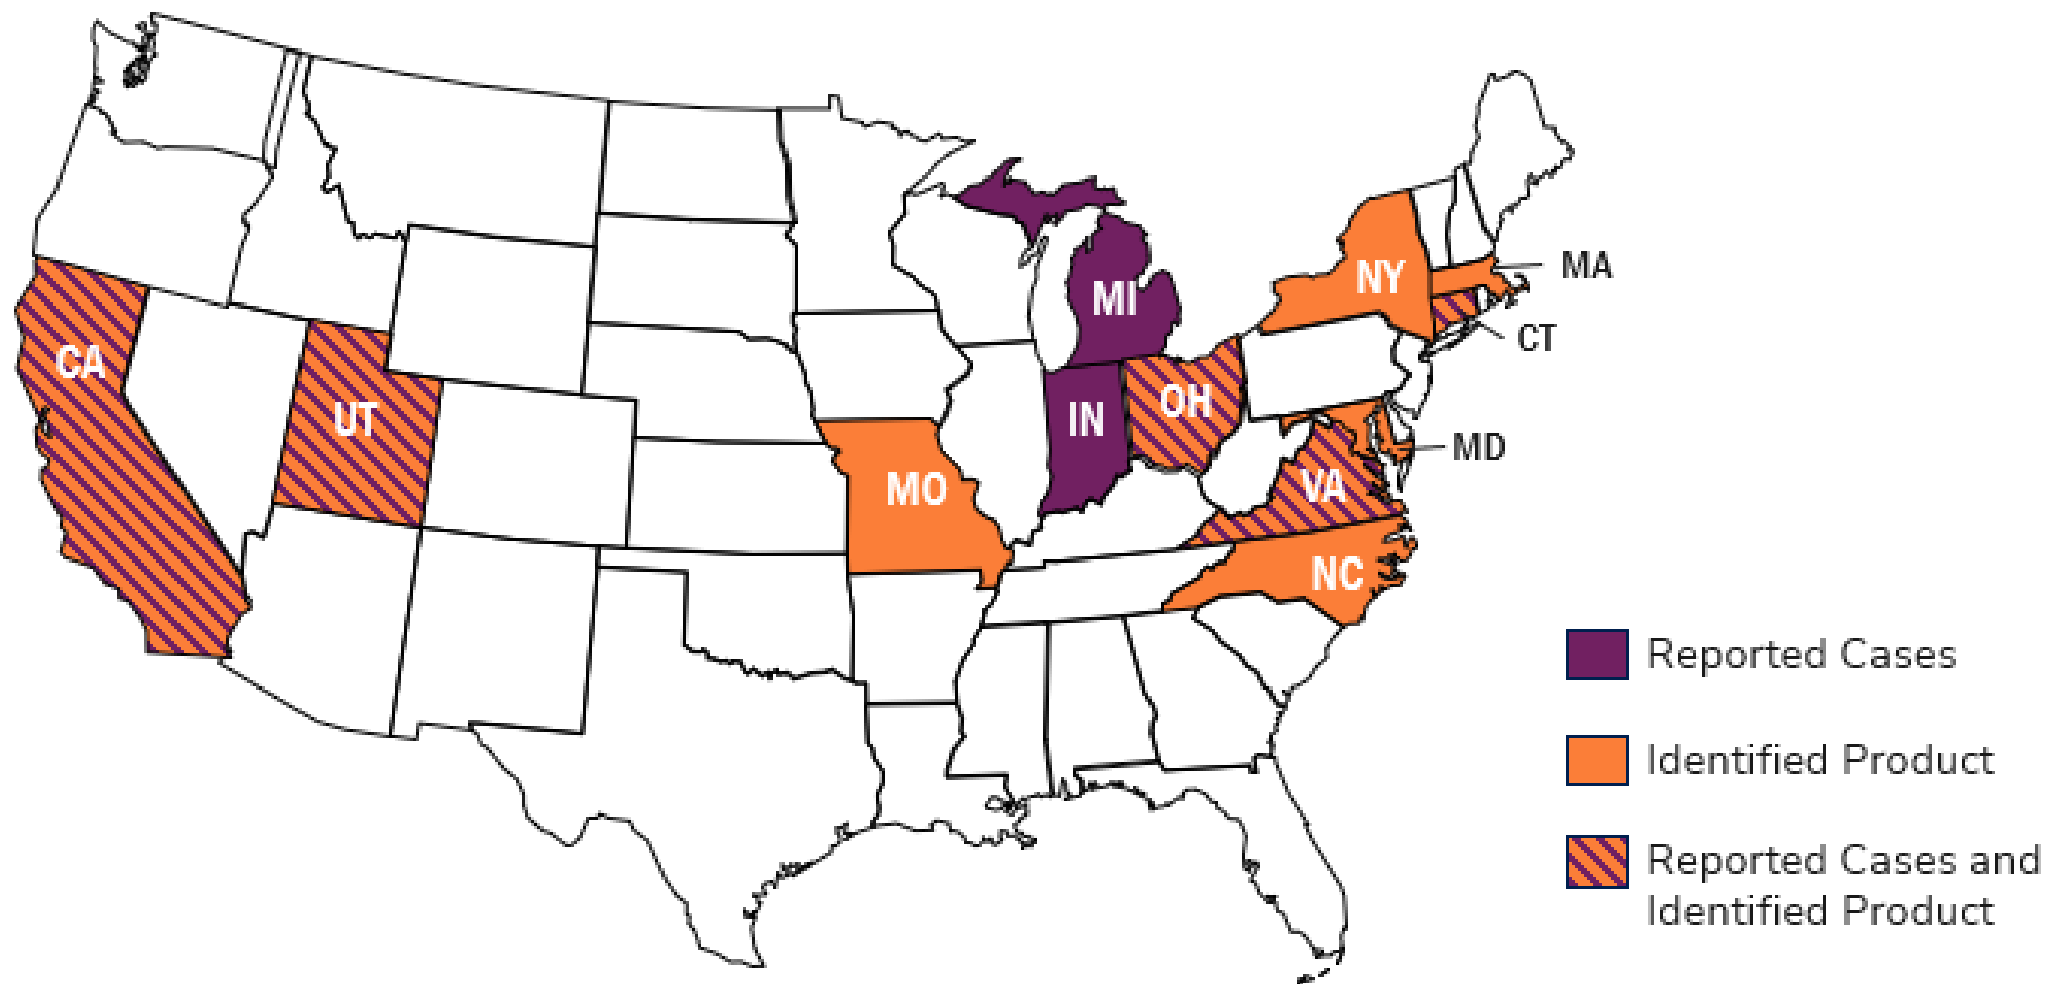 MA
NY
MI
CT
CA
OH
UT
IN
MD
MO
VA
NC
Reported Cases
Identified Product
Reported Cases and
Identified Product